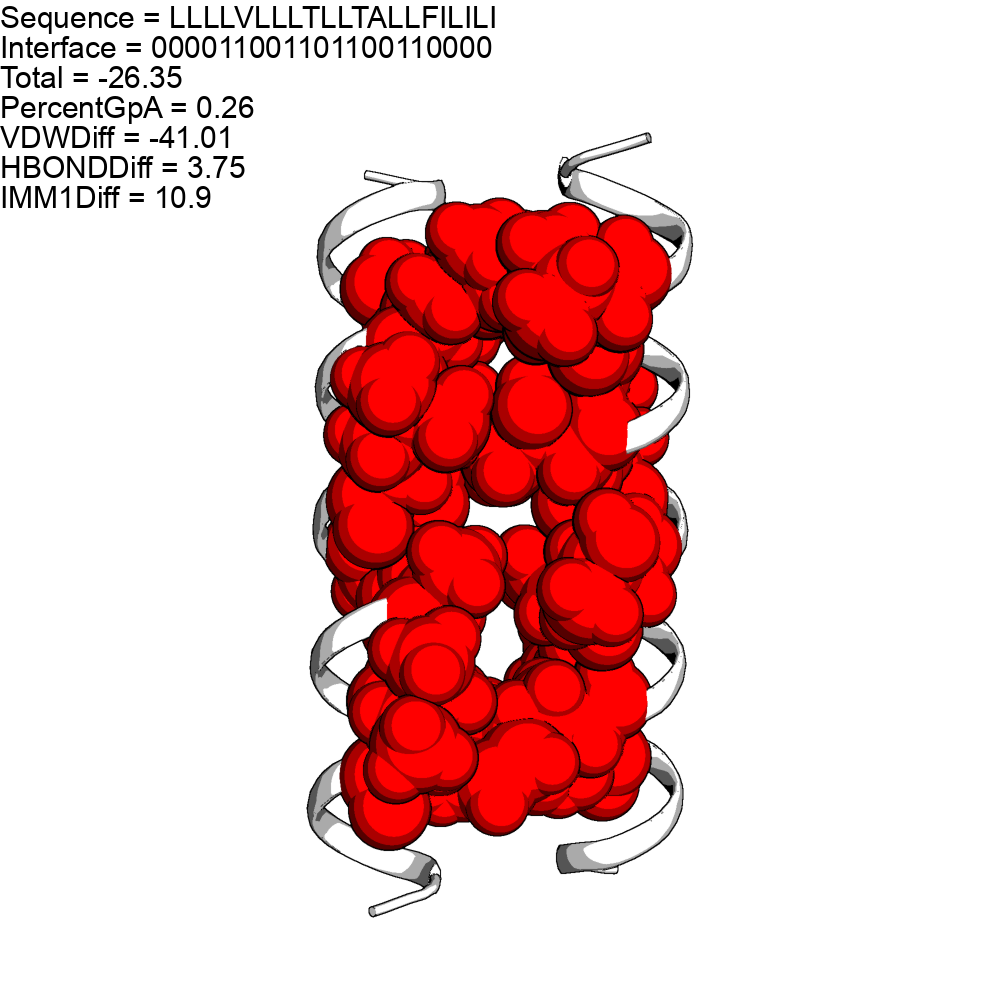 Sequence = LLLLVLLLTLLTALLFILILI
Interface = 000011001101100110000
Total = -26.35
PercentGpA = 0.26
VDWDiff = -41.01
HBONDDiff = 3.75
IMM1Diff = 10.9